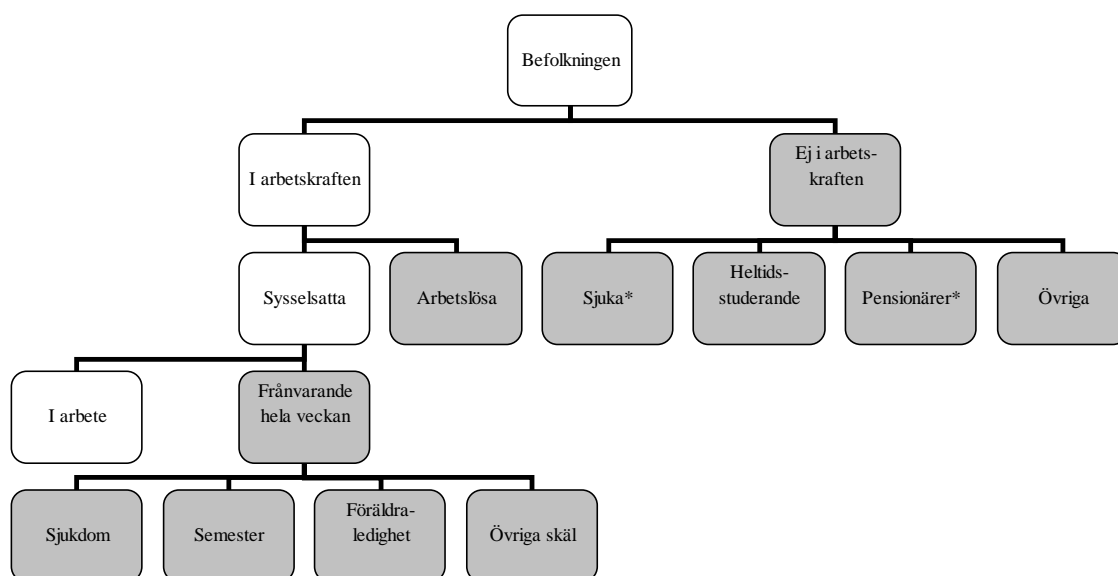 Befolkningen
I arbetskraften
Ej i arbets-
kraften
Sysselsatta
Arbetslösa
Sjuka*
Heltids-
studerande
Pensionärer*
Övriga
I arbete
Frånvarande
hela veckan
Sjukdom
Semester
Föräldra-
ledighet
Övriga skäl